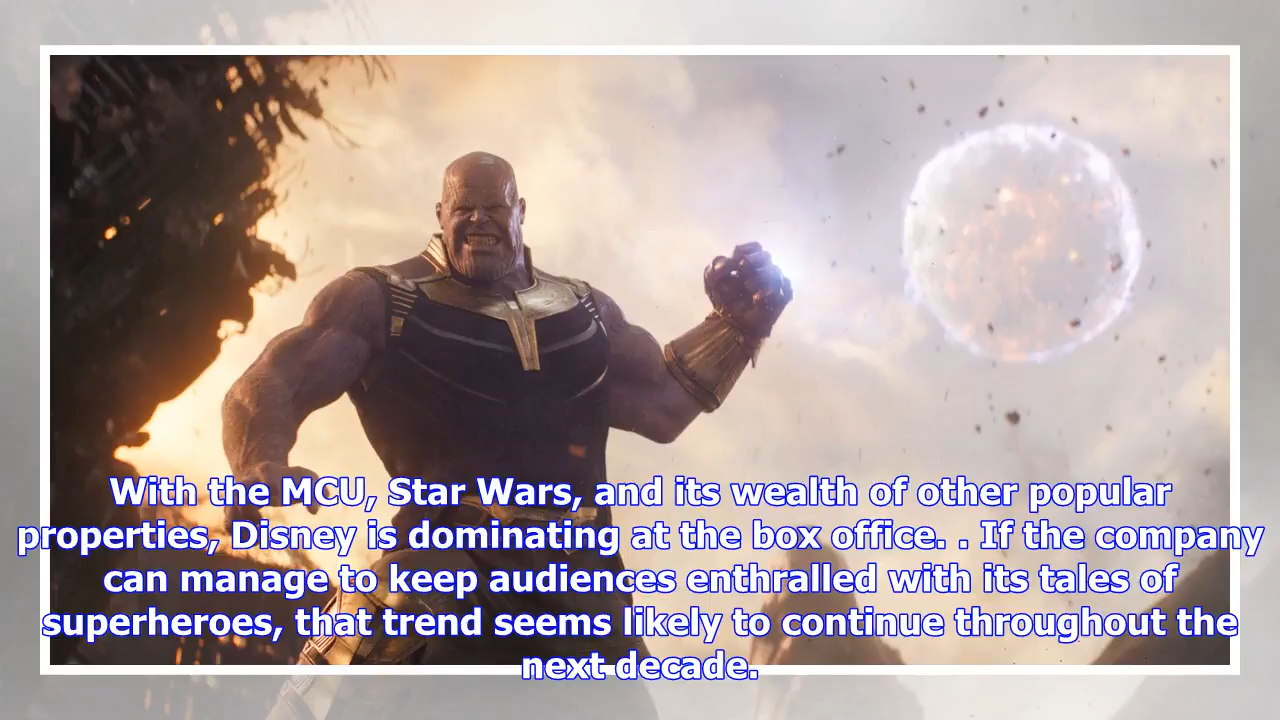 With the MCU, Star Wars, and its wealth of other popular
properties, Disney is dominating at the box office. . If the company
can manage to keep audiences enthralled with its tales of
superheroes, that trend seems likely to continue throughout the
next decade.